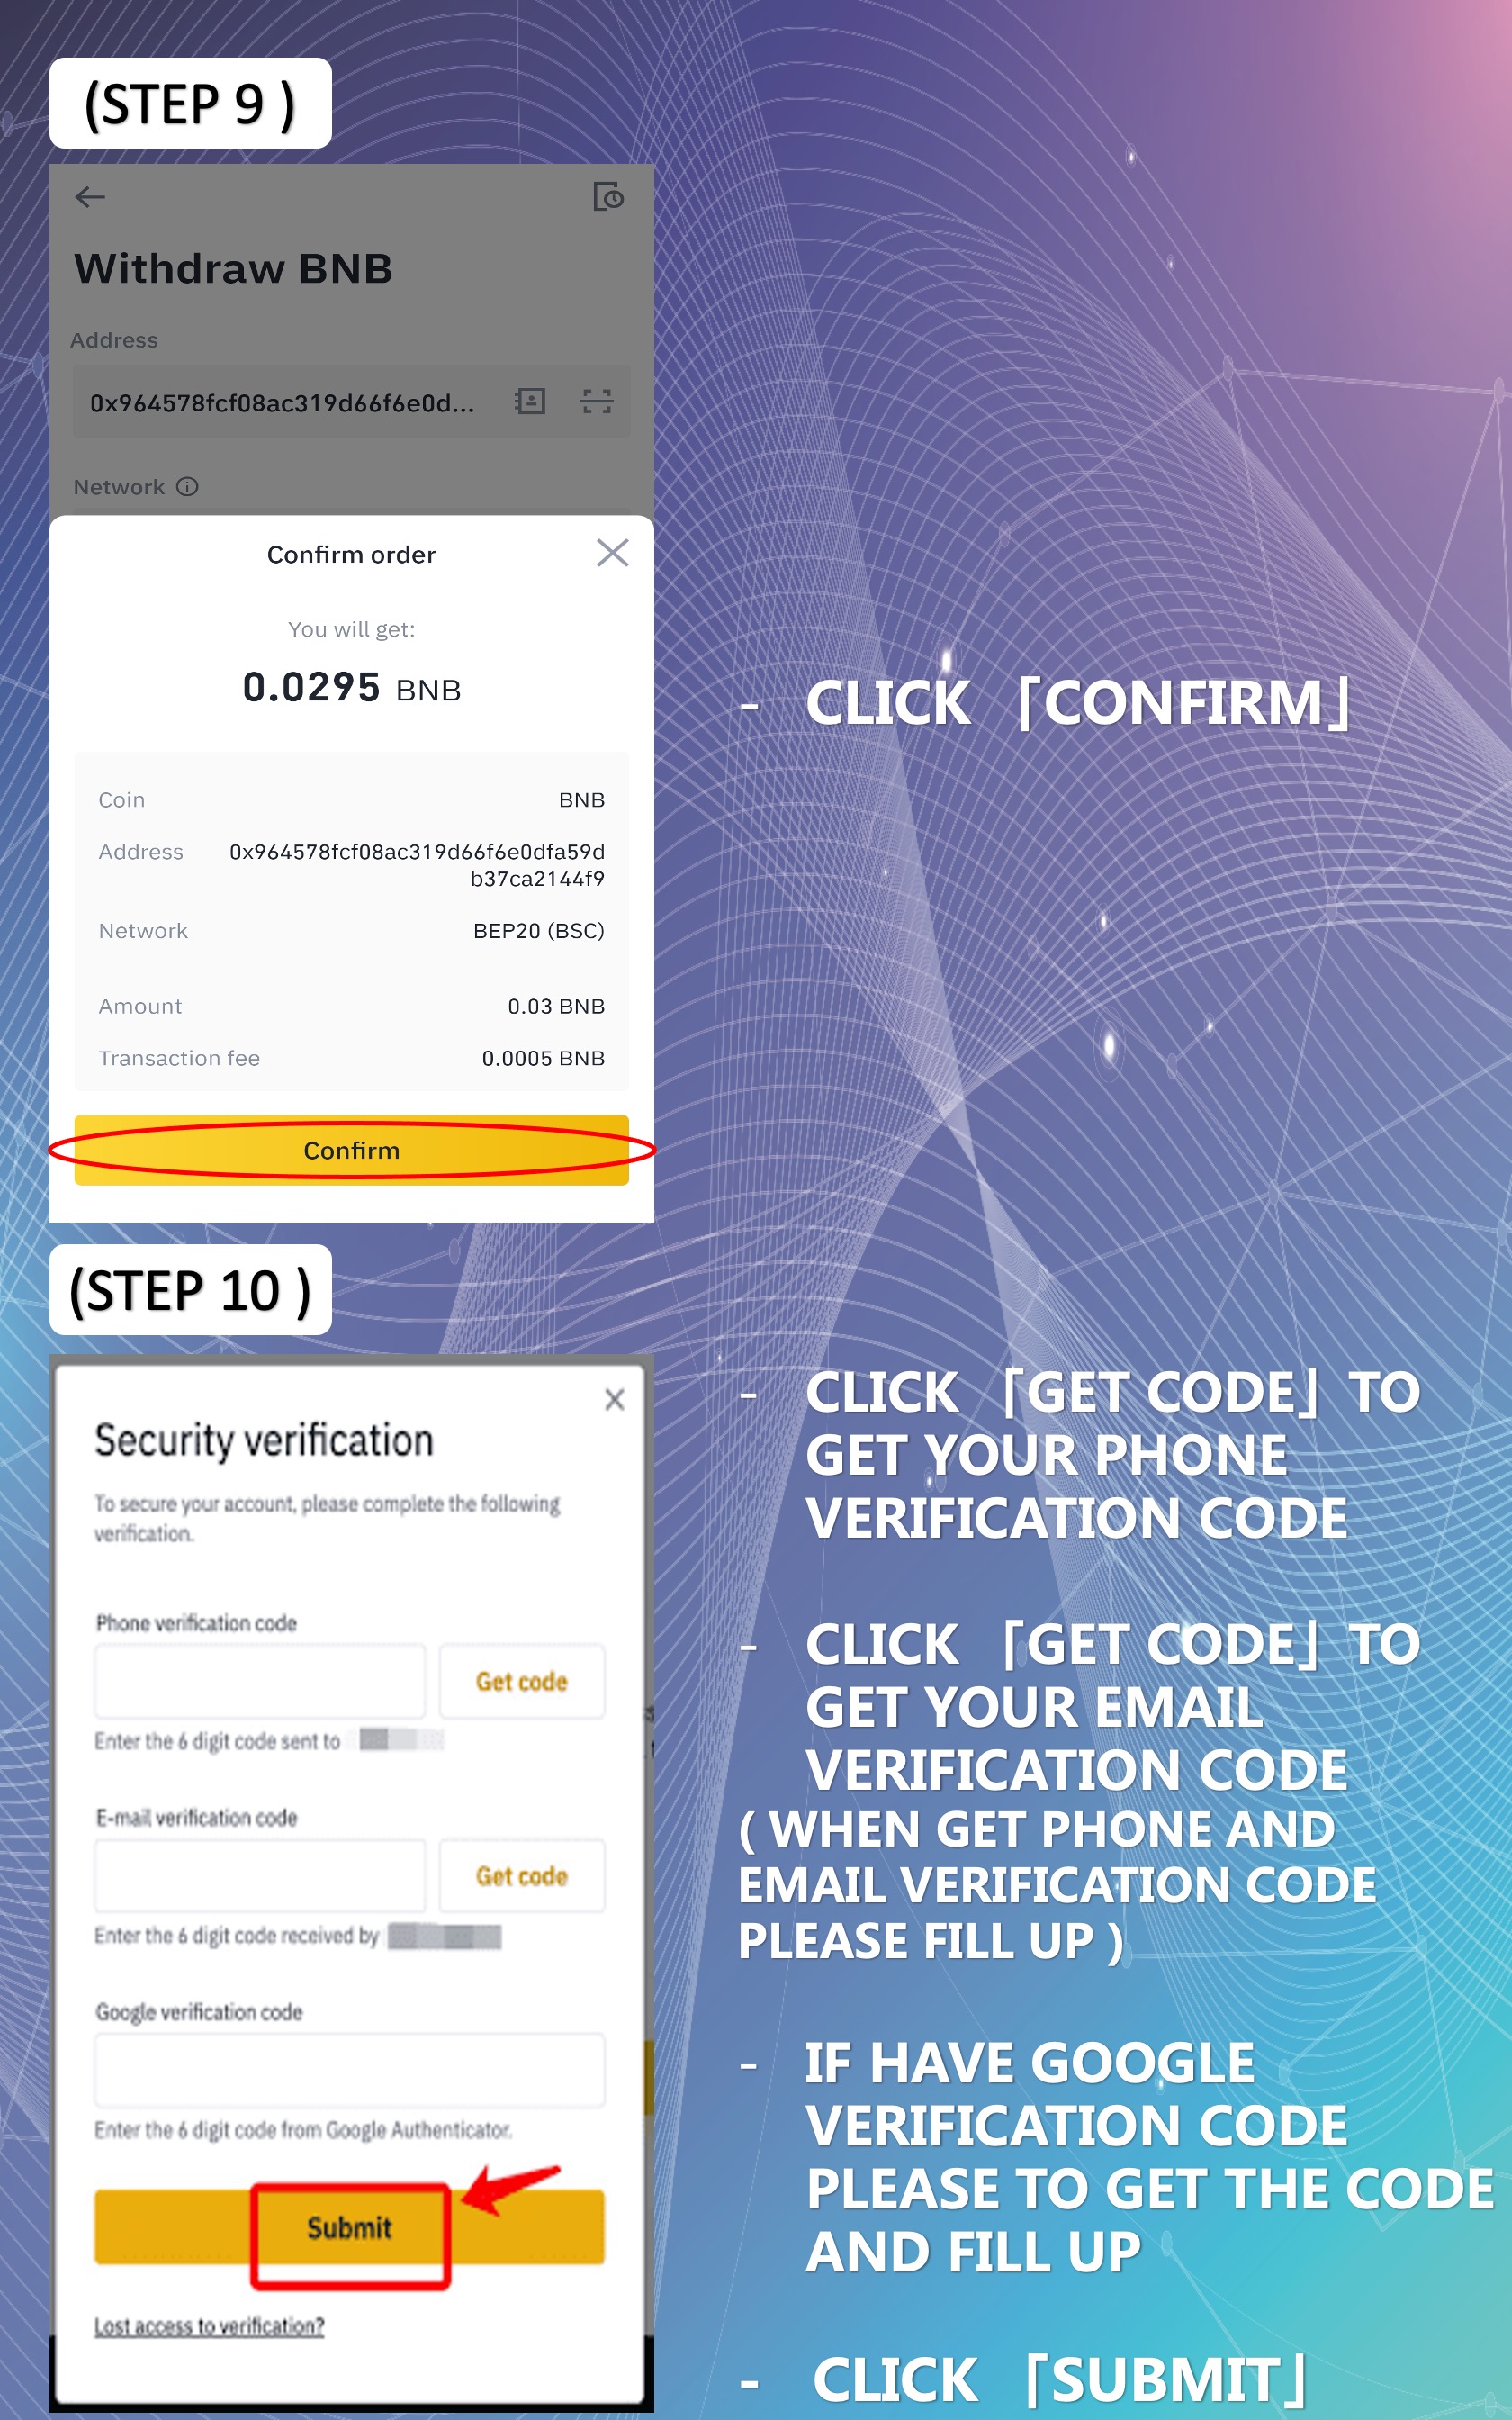 (STEP 9 )
Withdraw BNB
Address
0x964578fcf08ac319d66f6e0d...
Network
Confirm order
You will get:
0.0295 BNB
Coin BNB
Address 0x964578fcf08ac319d66f6e0dfa59d
b37ca2144f9
Network BEP20 (BSC)
Amount 0.03 BNB
Transaction fee 0.0005 BNB
Confirm
- CLICK 「CONFIRM」
(STEP 10 )
Security verification
To secure your account, please complete the following
verification.
Phone verification code
Get code
Enter the 6 digit code sent to
E-mail verification code
Get code
Enter the 6 digit code received by
Google verification code
Enter the 6 digit code from Google Authenticator.
Submit
Lost access to verification?
- CLICK 「GET CODE」 TO
GET YOUR PHONE
VERIFICATION CODE
- CLICK 「GET CODE」 TO
GET YOUR EMAIL
VERIFICATION CODE
( WHEN GET PHONE AND
EMAIL VERIFICATION CODE
PLEASE FILL UP )
- IF HAVE GOOGLE
VERIFICATION CODE
PLEASE TO GET THE CODE
AND FILL UP
- CLICK 「SUBMIT」